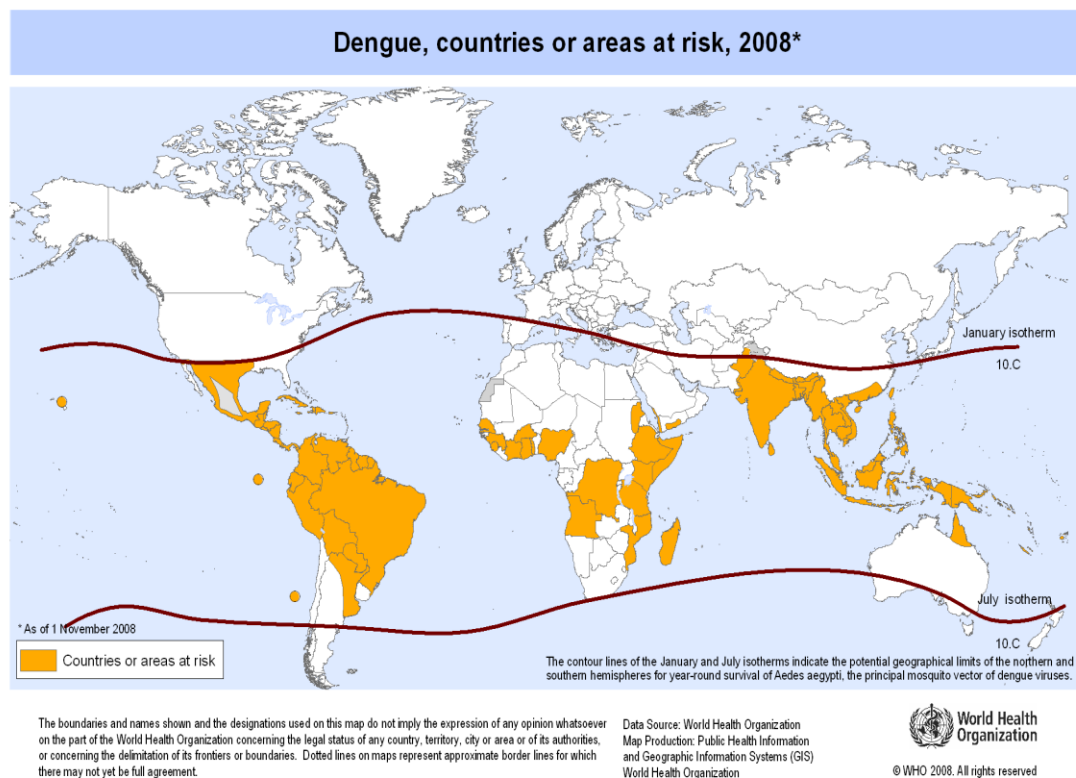 Dengue, countries or areas at risk, 2008*
January isotherm
10.C
July isotherm
10.C
* As of 1 November 2008
Countries or areas at risk
The contour lines of the January and July isotherms indicate the potential geographical limits of the northern and
southern hemispheres for year-round survival of Aedes aegypti, the principal mosquito vector of dengue viruses.
The boundaries and names shown and the designations used on this map do not imply the expression of any opinion whatsoever
on the part of the World Health Organization concerning the legal status of any country, territory, city or area or of its authorities,
or concerning the delimitation of its frontiers or boundaries. Dotted lines on maps represent approximate border lines for which
there may not yet be full agreement.
Data Source: World Health Organization
Map Production: Public Health Information
and Geographic Information Systems (GIS)
World Health Organization
World Health
Organization
© WHO 2008. All rights reserved